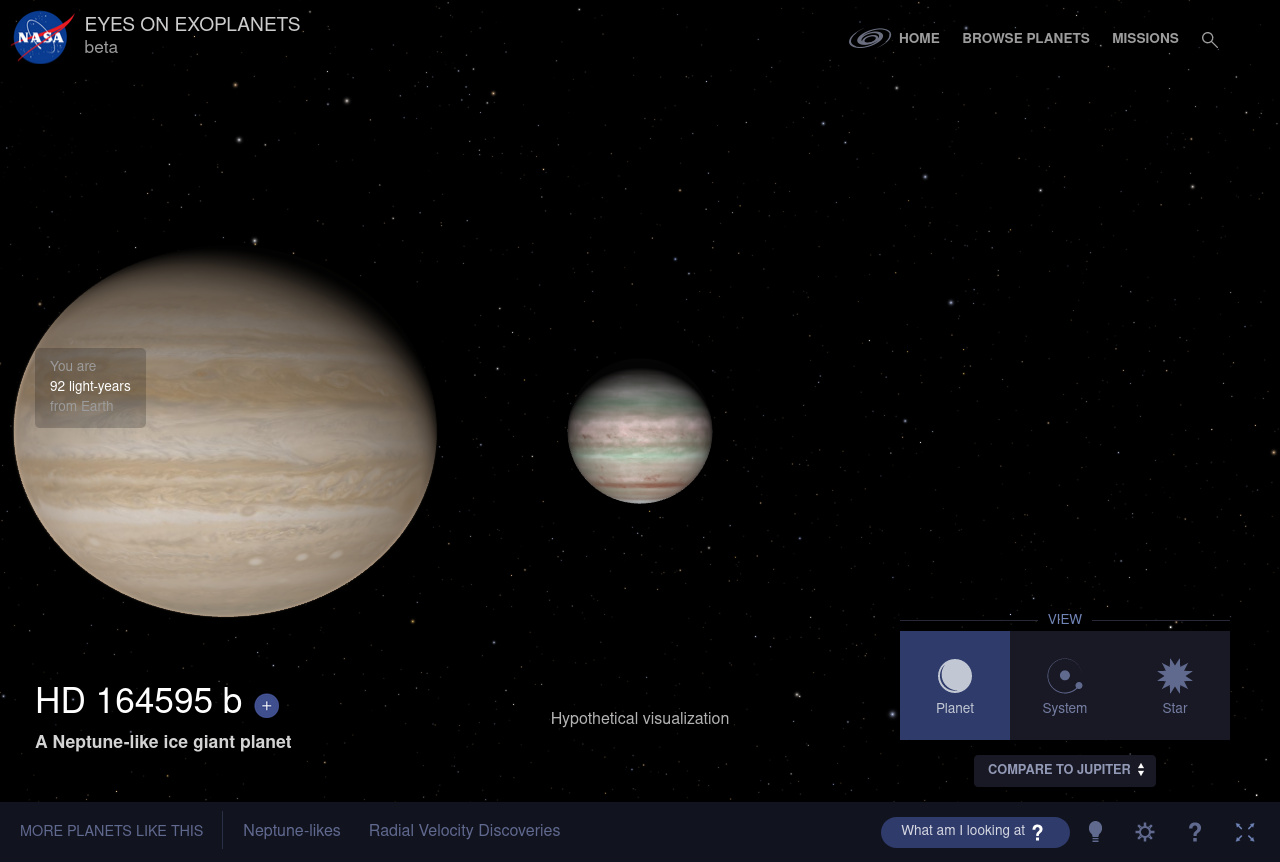 NASA
EYES ON EXOPLANETS
beta
HOME
BROWSE PLANETS
MISSIONS
You are
92 light-years
from Earth
HD 164595 b +
A Neptune-like ice giant planet
Hypothetical visualization
VIEW
Planet
System
Star
COMPARE TO JUPITER
MORE PLANETS LIKE THIS
Neptune-likes
Radial Velocity Discoveries
What am I looking at ?
?